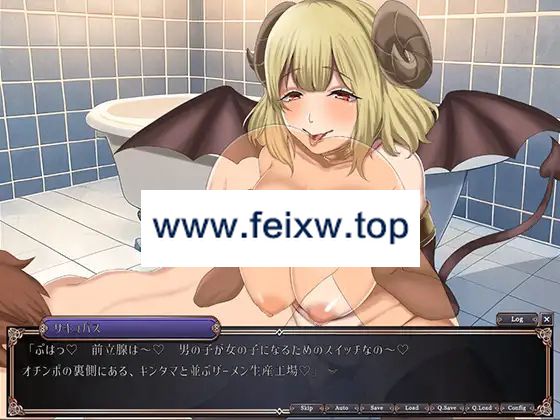 www.feixw.top
Log ×
サキュバス
「ぷはっ♡　前立腺は～♡　男の子が女の子になるためのスイッチなの～♡
オチンポの裏側にある、キンタマと並ぶザーメン生産工場♡」
Skip Auto Save Load Q.Save Q.Load Config